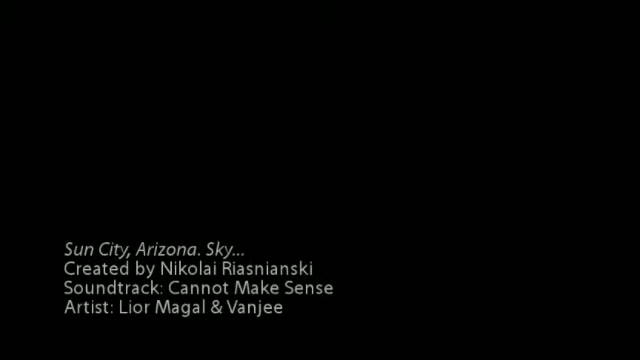 Sun City, Arizona. Sky...
Created by Nikolai Riasnianski
Soundtrack: Cannot Make Sense
Artist: Lior Magal & Vanjee